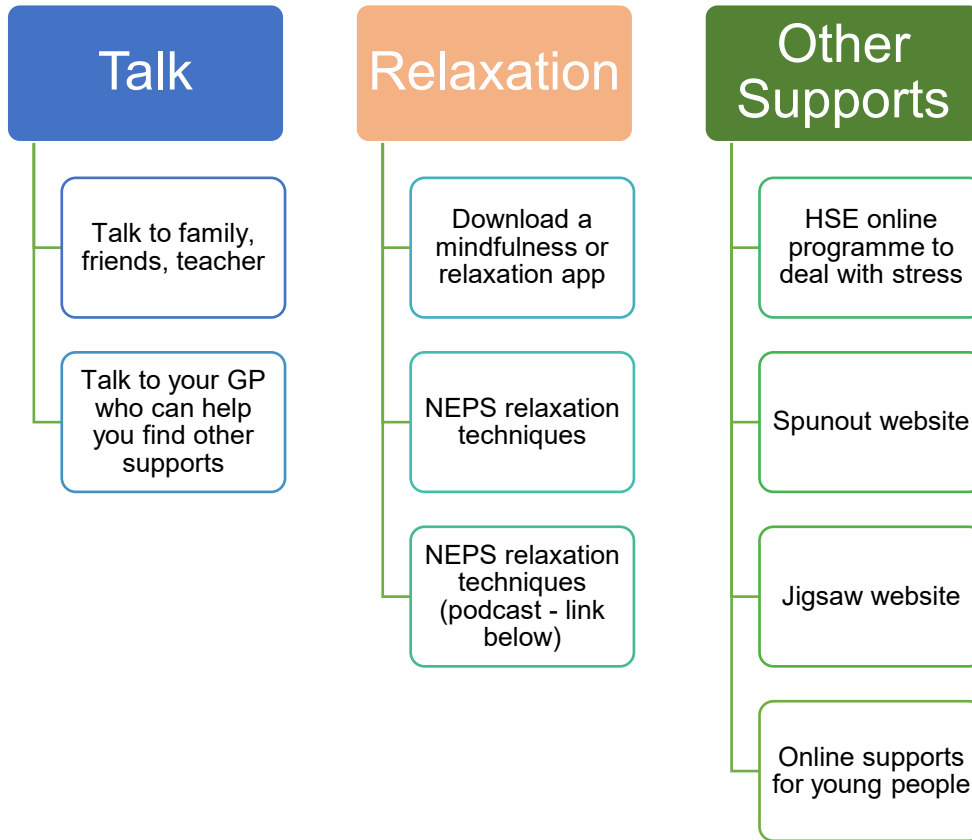 Talk
Talk to family,
friends, teacher
Talk to your GP
who can help
you find other
supports
Relaxation
Download a
mindfulness or
relaxation app
NEPS relaxation
techniques
NEPS relaxation
techniques
(podcast - link
below)
Other
Supports
HSE online
programme to
deal with stress
Spunout website
Jigsaw website
Online supports
for young people